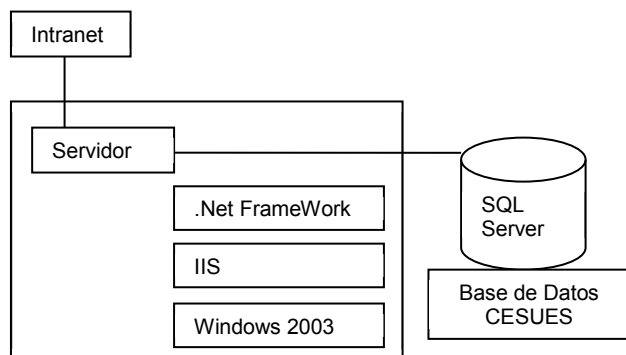 Intranet
Servidor
.Net FrameWork
IIS
Windows 2003
SQL
Server
Base de Datos
CESUES